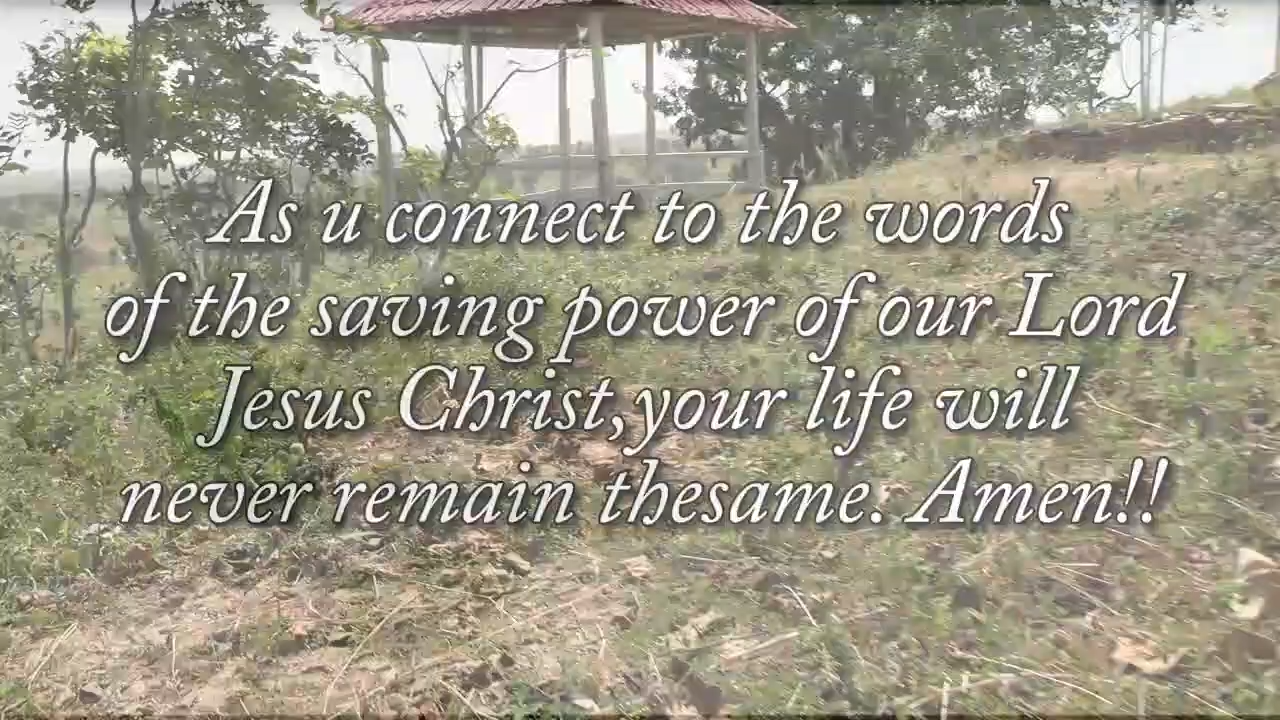 As u connect to the words
of the saving power of our Lord
Jesus Christ,your life will
never remain thesame. Amen!!